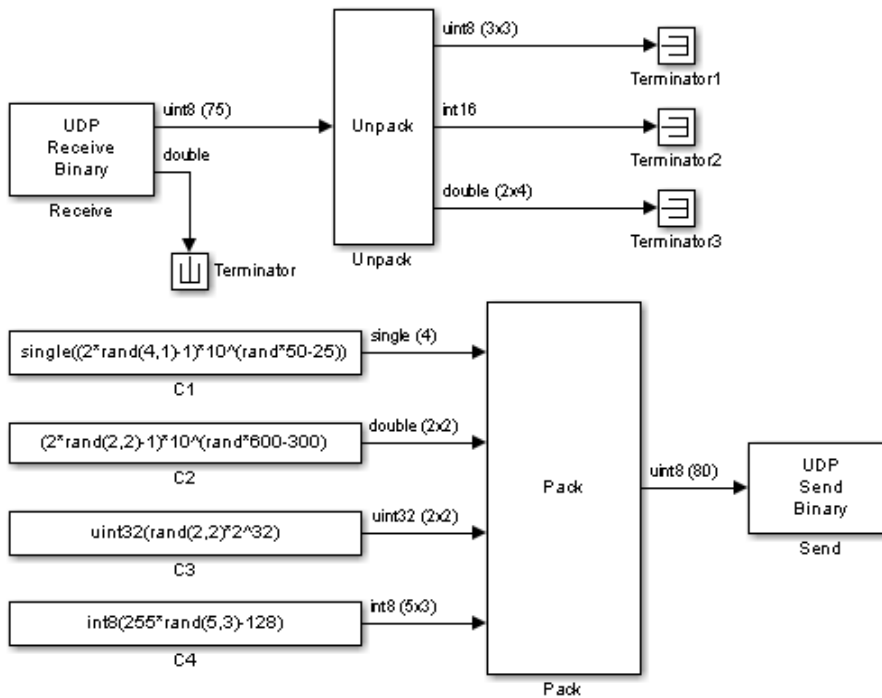 uint8 (3x3)
Terminator1
uint8 (75)
UDP
Receive
Binary
Unpack
int16
Terminator2
double
Receive
double (2x4)
Terminator3
Terminator
Unpack
single((2*rand(4,1)-1)*10^(rand*50-25))
single (4)
C1
(2*rand(2,2)-1)*10^(rand*600-300)
double (2x2)
C2
Pack
uint8 (80)
UDP
Send
Binary
Send
uint32(rand(2,2)*2^32)
uint32 (2x2)
C3
int8(255*rand(5,3)-128)
int8 (5x3)
C4
Pack